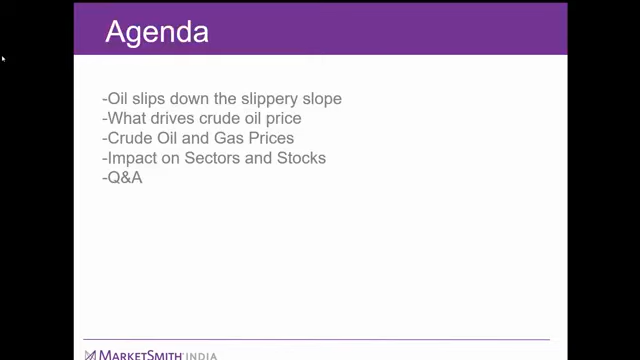 Agenda
-Oil slips down the slippery slope
-What drives crude oil price
-Crude Oil and Gas Prices
-Impact on Sectors and Stocks
-Q&A
MARKETSMITH INDIA